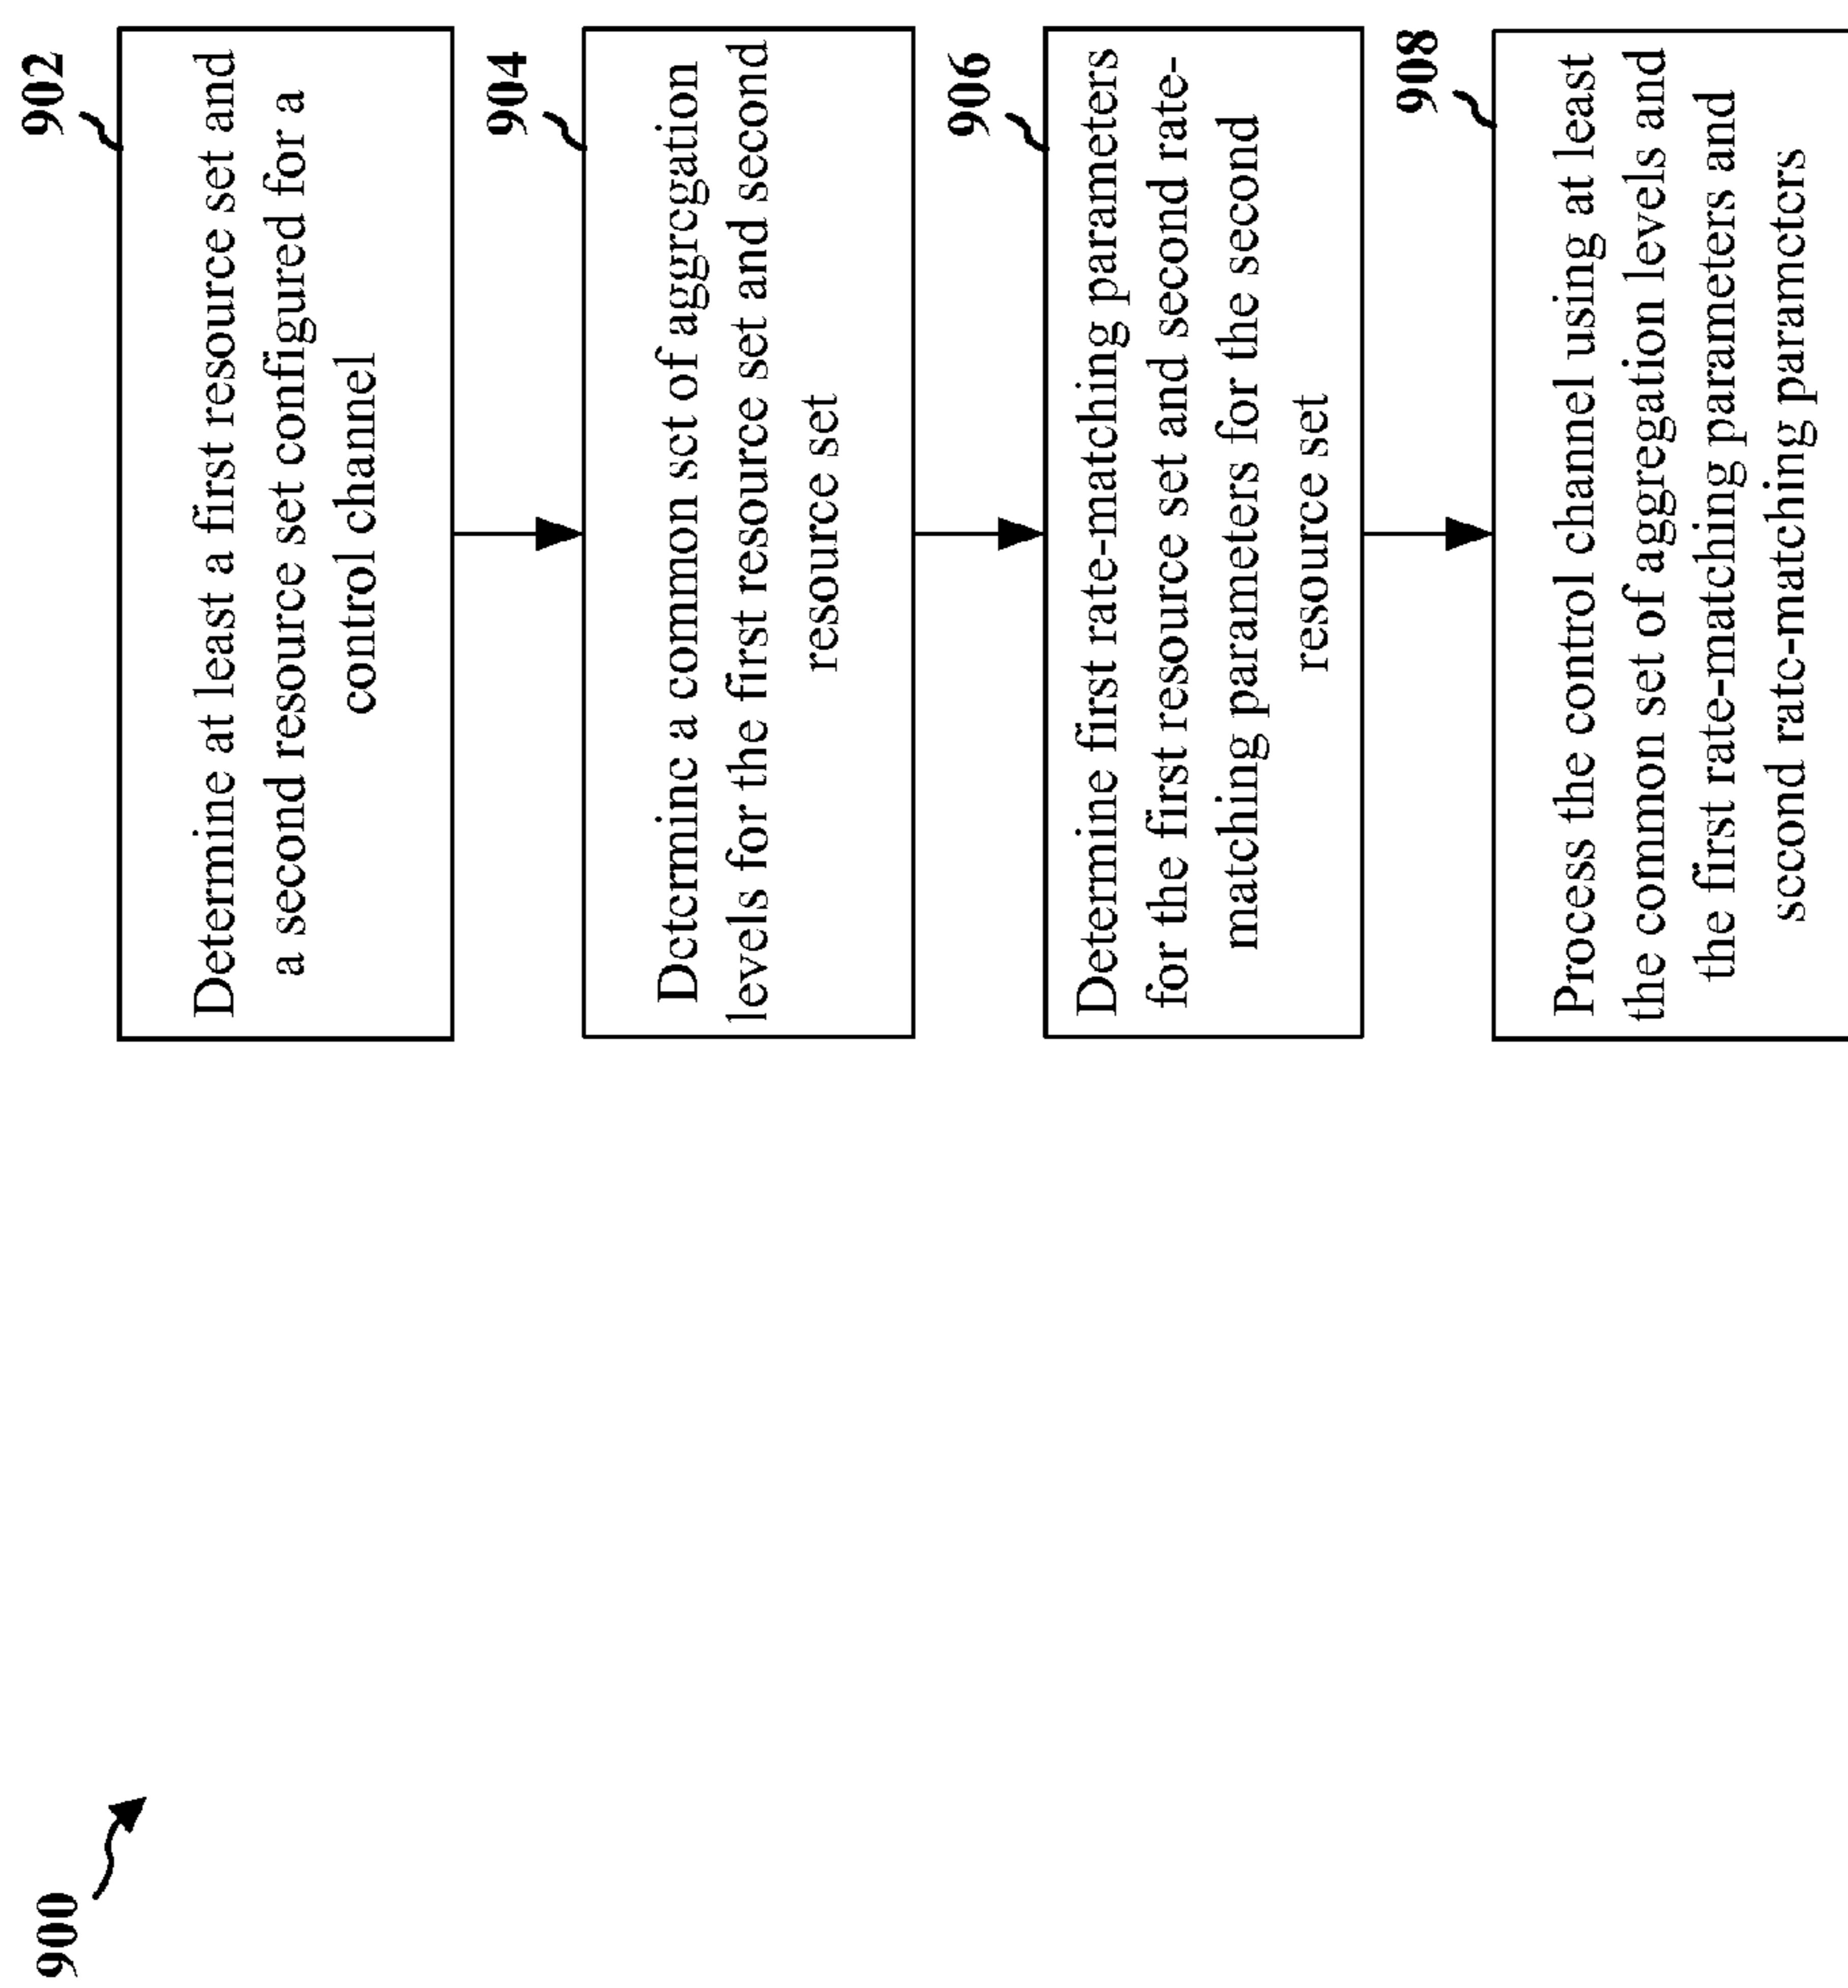 900
902
Determine at least a first resource set and
a second resource set configured for a
control channel
904
Determine a common set of aggregation
levels for the first resource set and second
resource set
906
Determine first rate-matching parameters
for the first resource set and second rate-
matching parameters for the second
resource set
908
Process the control channel using at least
the common set of aggregation levels and
the first rate-matching parameters and
second rate-matching parameters